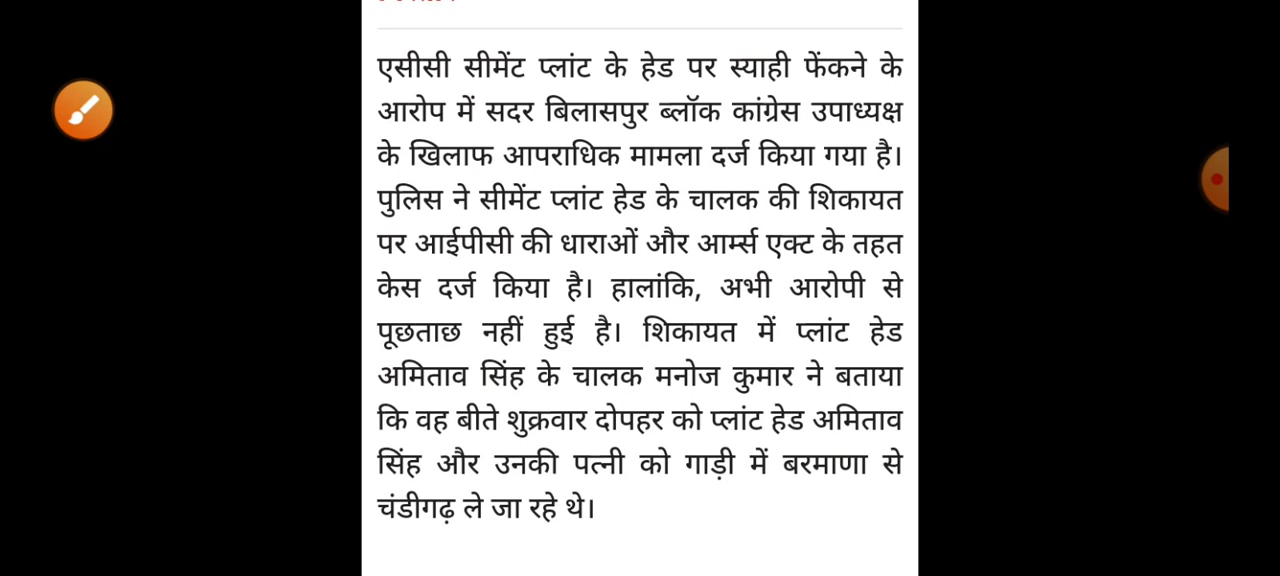 एसीसी सीमेंट प्लांट के हेड पर स्याही फेंकने के
आरोप में सदर बिलासपुर ब्लॉक कांग्रेस उपाध्यक्ष
के खिलाफ आपराधिक मामला दर्ज किया गया है।
पुलिस ने सीमेंट प्लांट हेड के चालक की शिकायत
पर आईपीसी की धाराओं और आर्म्स एक्ट के तहत
केस दर्ज किया है। हालांकि, अभी आरोपी से
पूछताछ नहीं हुई है। शिकायत में प्लांट हेड
अमिताव सिंह के चालक मनोज कुमार ने बताया
कि वह बीते शुक्रवार दोपहर को प्लांट हेड अमिताव
सिंह और उनकी पत्नी को गाड़ी में बरमाणा से
चंडीगढ़ ले जा रहे थे।